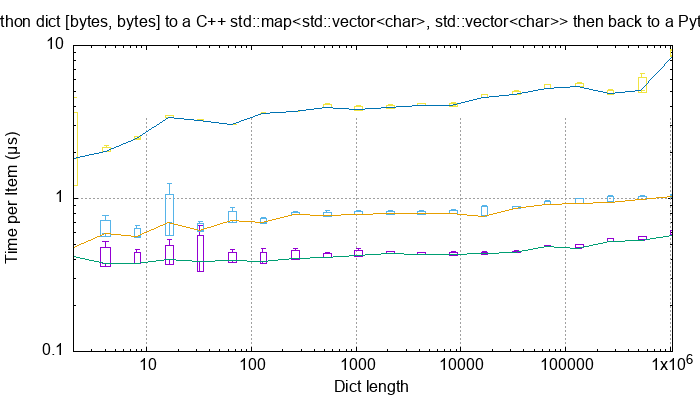 thon dict [bytes, bytes] to a C++ std::map<std::vector<char>, std::vector<char>> then back to a Pyt
10
1
0.1
Time per Item (µs)
10 100 1000 10000 100000 1x10⁶
Dict length